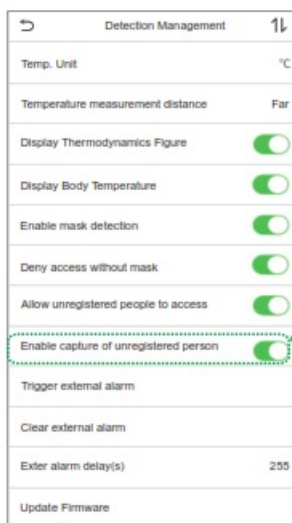 Detection Management
Temp. Unit °C
Temperature measurement distance Far
Display Thermodynamics Figure
Display Body Temperature
Enable mask detection
Deny access without mask
Allow unregistered people to access
Enable capture of unregistered person
Trigger external alarm
Clear external alarm
Exter alarm delay(s) 255
Update Firmware